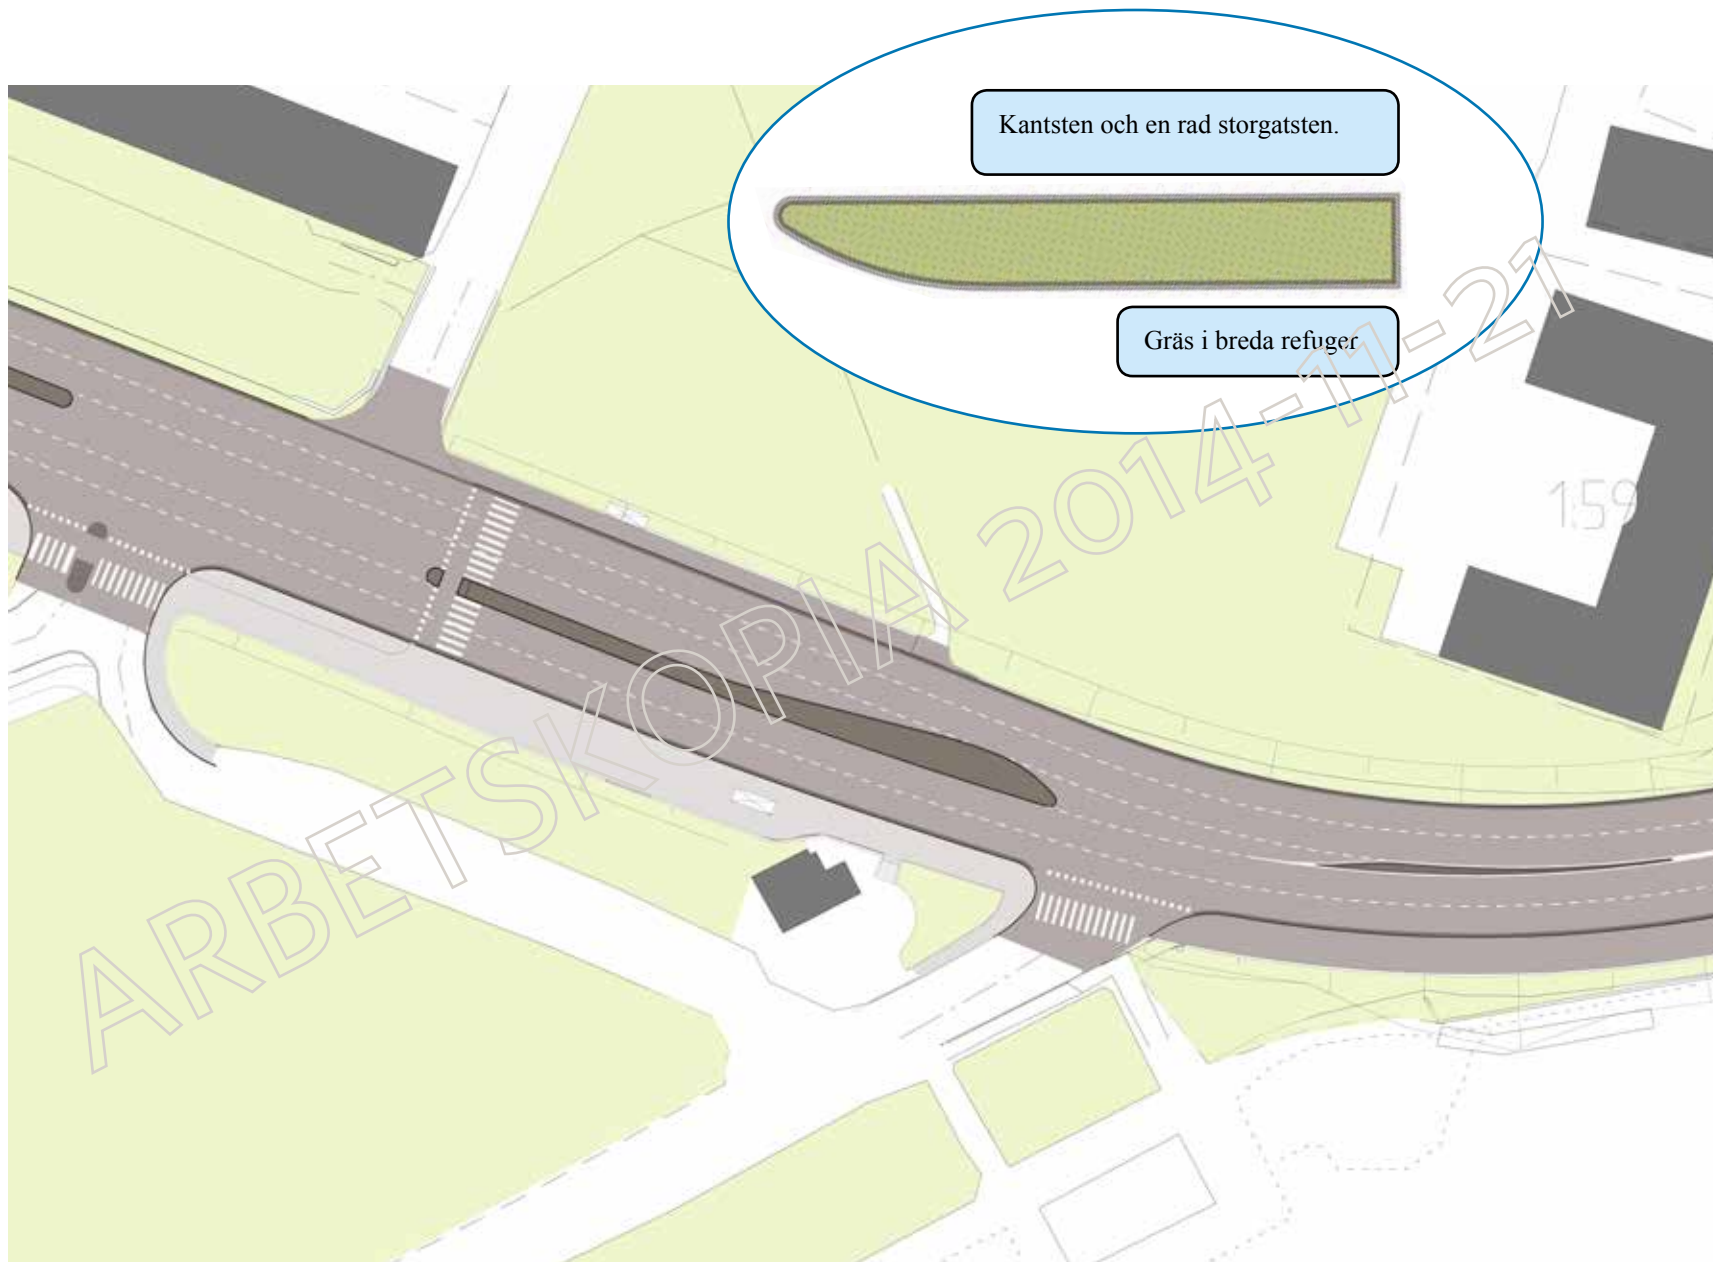 Kantsten och en rad storgatsten.
Gräs i breda refuger
159
ARBETSKOPIA 2014-11-21